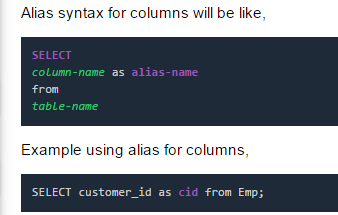 Alias syntax for columns will be like,
SELECT
column-name as alias-name
from
table-name
Example using alias for columns,
SELECT customer_id as cid from Emp;